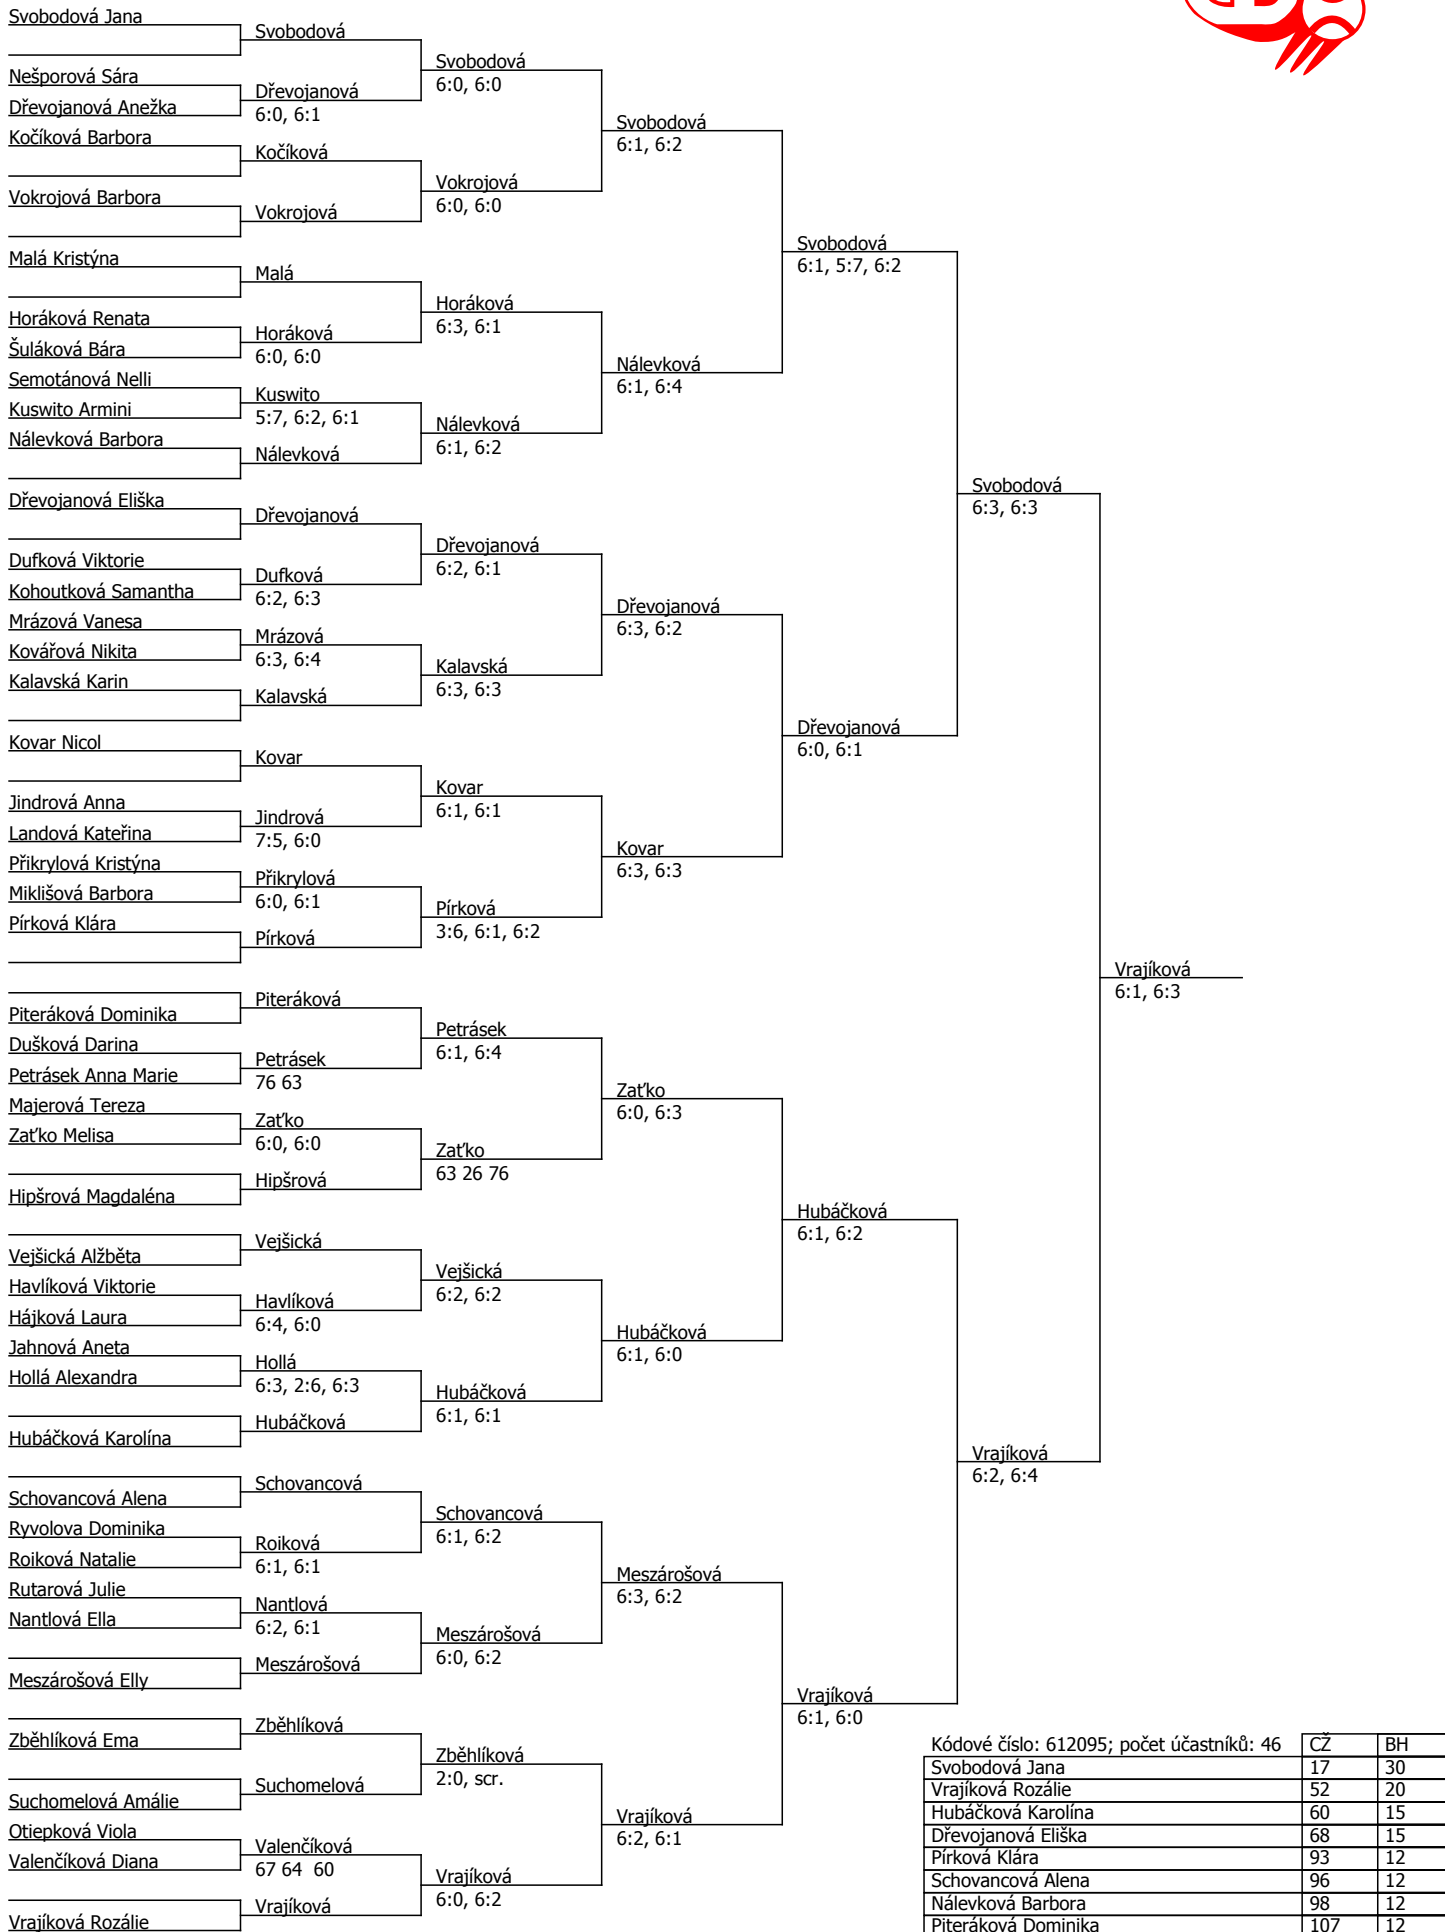 Svobodová Jana
Nešporová Sára
Dřevojanová Anežka
Kočíková Barbora
Vokrojová Barbora
Malá Kristýna
Horáková Renata
Šuláková Bára
Semotánová Nelli
Kuswito Armini
Nálevková Barbora
Dřevojanová Eliška
Dufková Viktorie
Kohoutková Samantha
Mrázová Vanesa
Kovářová Nikita
Kalavská Karin
Kovar Nicol
Jindrová Anna
Landová Kateřina
Přikrylová Kristýna
Miklišová Barbora
Pírková Klára
Piteráková Dominika
Dušková Darina
Petrásek Anna Marie
Majerová Tereza
Zaťko Melisa
Hipšrová Magdaléna
Vejšická Alžběta
Havlíková Viktorie
Hájková Laura
Jahnová Aneta
Hollá Alexandra
Hubáčková Karolína
Schovancová Alena
Ryvolova Dominika
Roiková Natalie
Rutarová Julie
Nantlová Ella
Meszárošová Elly
Zběhlíková Ema
Suchomelová Amálie
Otiepková Viola
Valenčíková Diana
Vrajíková Rozálie
Svobodová
Dřevojanová
6:0, 6:1
Kočíková
Vokrojová
Malá
Horáková
6:0, 6:0
Kuswito
5:7, 6:2, 6:1
Nálevková
Dřevojanová
Dufková
6:2, 6:3
Mrázová
6:3, 6:4
Kalavská
Kovar
Jindrová
7:5, 6:0
Přikrylová
6:0, 6:1
Pírková
Piteráková
Petrásek
76 63
Zaťko
6:0, 6:0
Hipšrová
Vejšická
Havlíková
6:4, 6:0
Hollá
6:3, 2:6, 6:3
Hubáčková
Schovancová
Roiková
6:1, 6:1
Nantlová
6:2, 6:1
Meszárošová
Zběhlíková
Suchomelová
Valenčíková
67 64 60
Vrajíková
Svobodová
6:0, 6:0
Vokrojová
6:0, 6:0
Horáková
6:3, 6:1
Nálevková
6:1, 6:2
Dřevojanová
6:2, 6:1
Kalavská
6:3, 6:3
Kovar
6:1, 6:1
Pírková
3:6, 6:1, 6:2
Petrásek
6:1, 6:4
Zaťko
63 26 76
Vejšická
6:2, 6:2
Hubáčková
6:1, 6:1
Schovancová
6:1, 6:2
Meszárošová
6:0, 6:2
Zběhlíková
2:0, scr.
Vrajíková
6:0, 6:2
Svobodová
6:1, 6:2
Nálevková
6:1, 6:4
Dřevojanová
6:3, 6:2
Kovar
6:3, 6:3
Zaťko
6:0, 6:3
Hubáčková
6:1, 6:0
Meszárošová
6:3, 6:2
Vrajíková
6:2, 6:1
Svobodová
6:1, 5:7, 6:2
Dřevojanová
6:0, 6:1
Hubáčková
6:1, 6:2
Vrajíková
6:1, 6:0
Svobodová
6:3, 6:3
Vrajíková
6:2, 6:4
Vrajíková
6:1, 6:3
Kódové číslo: 612095; počet účastníků: 46 CŽ BH
Svobodová Jana 17 30
Vrajíková Rozálie 52 20
Hubáčková Karolína 60 15
Dřevojanová Eliška 68 15
Pírková Klára 93 12
Schovancová Alena 96 12
Nálevková Barbora 98 12
Piteráková Dominika 107 12